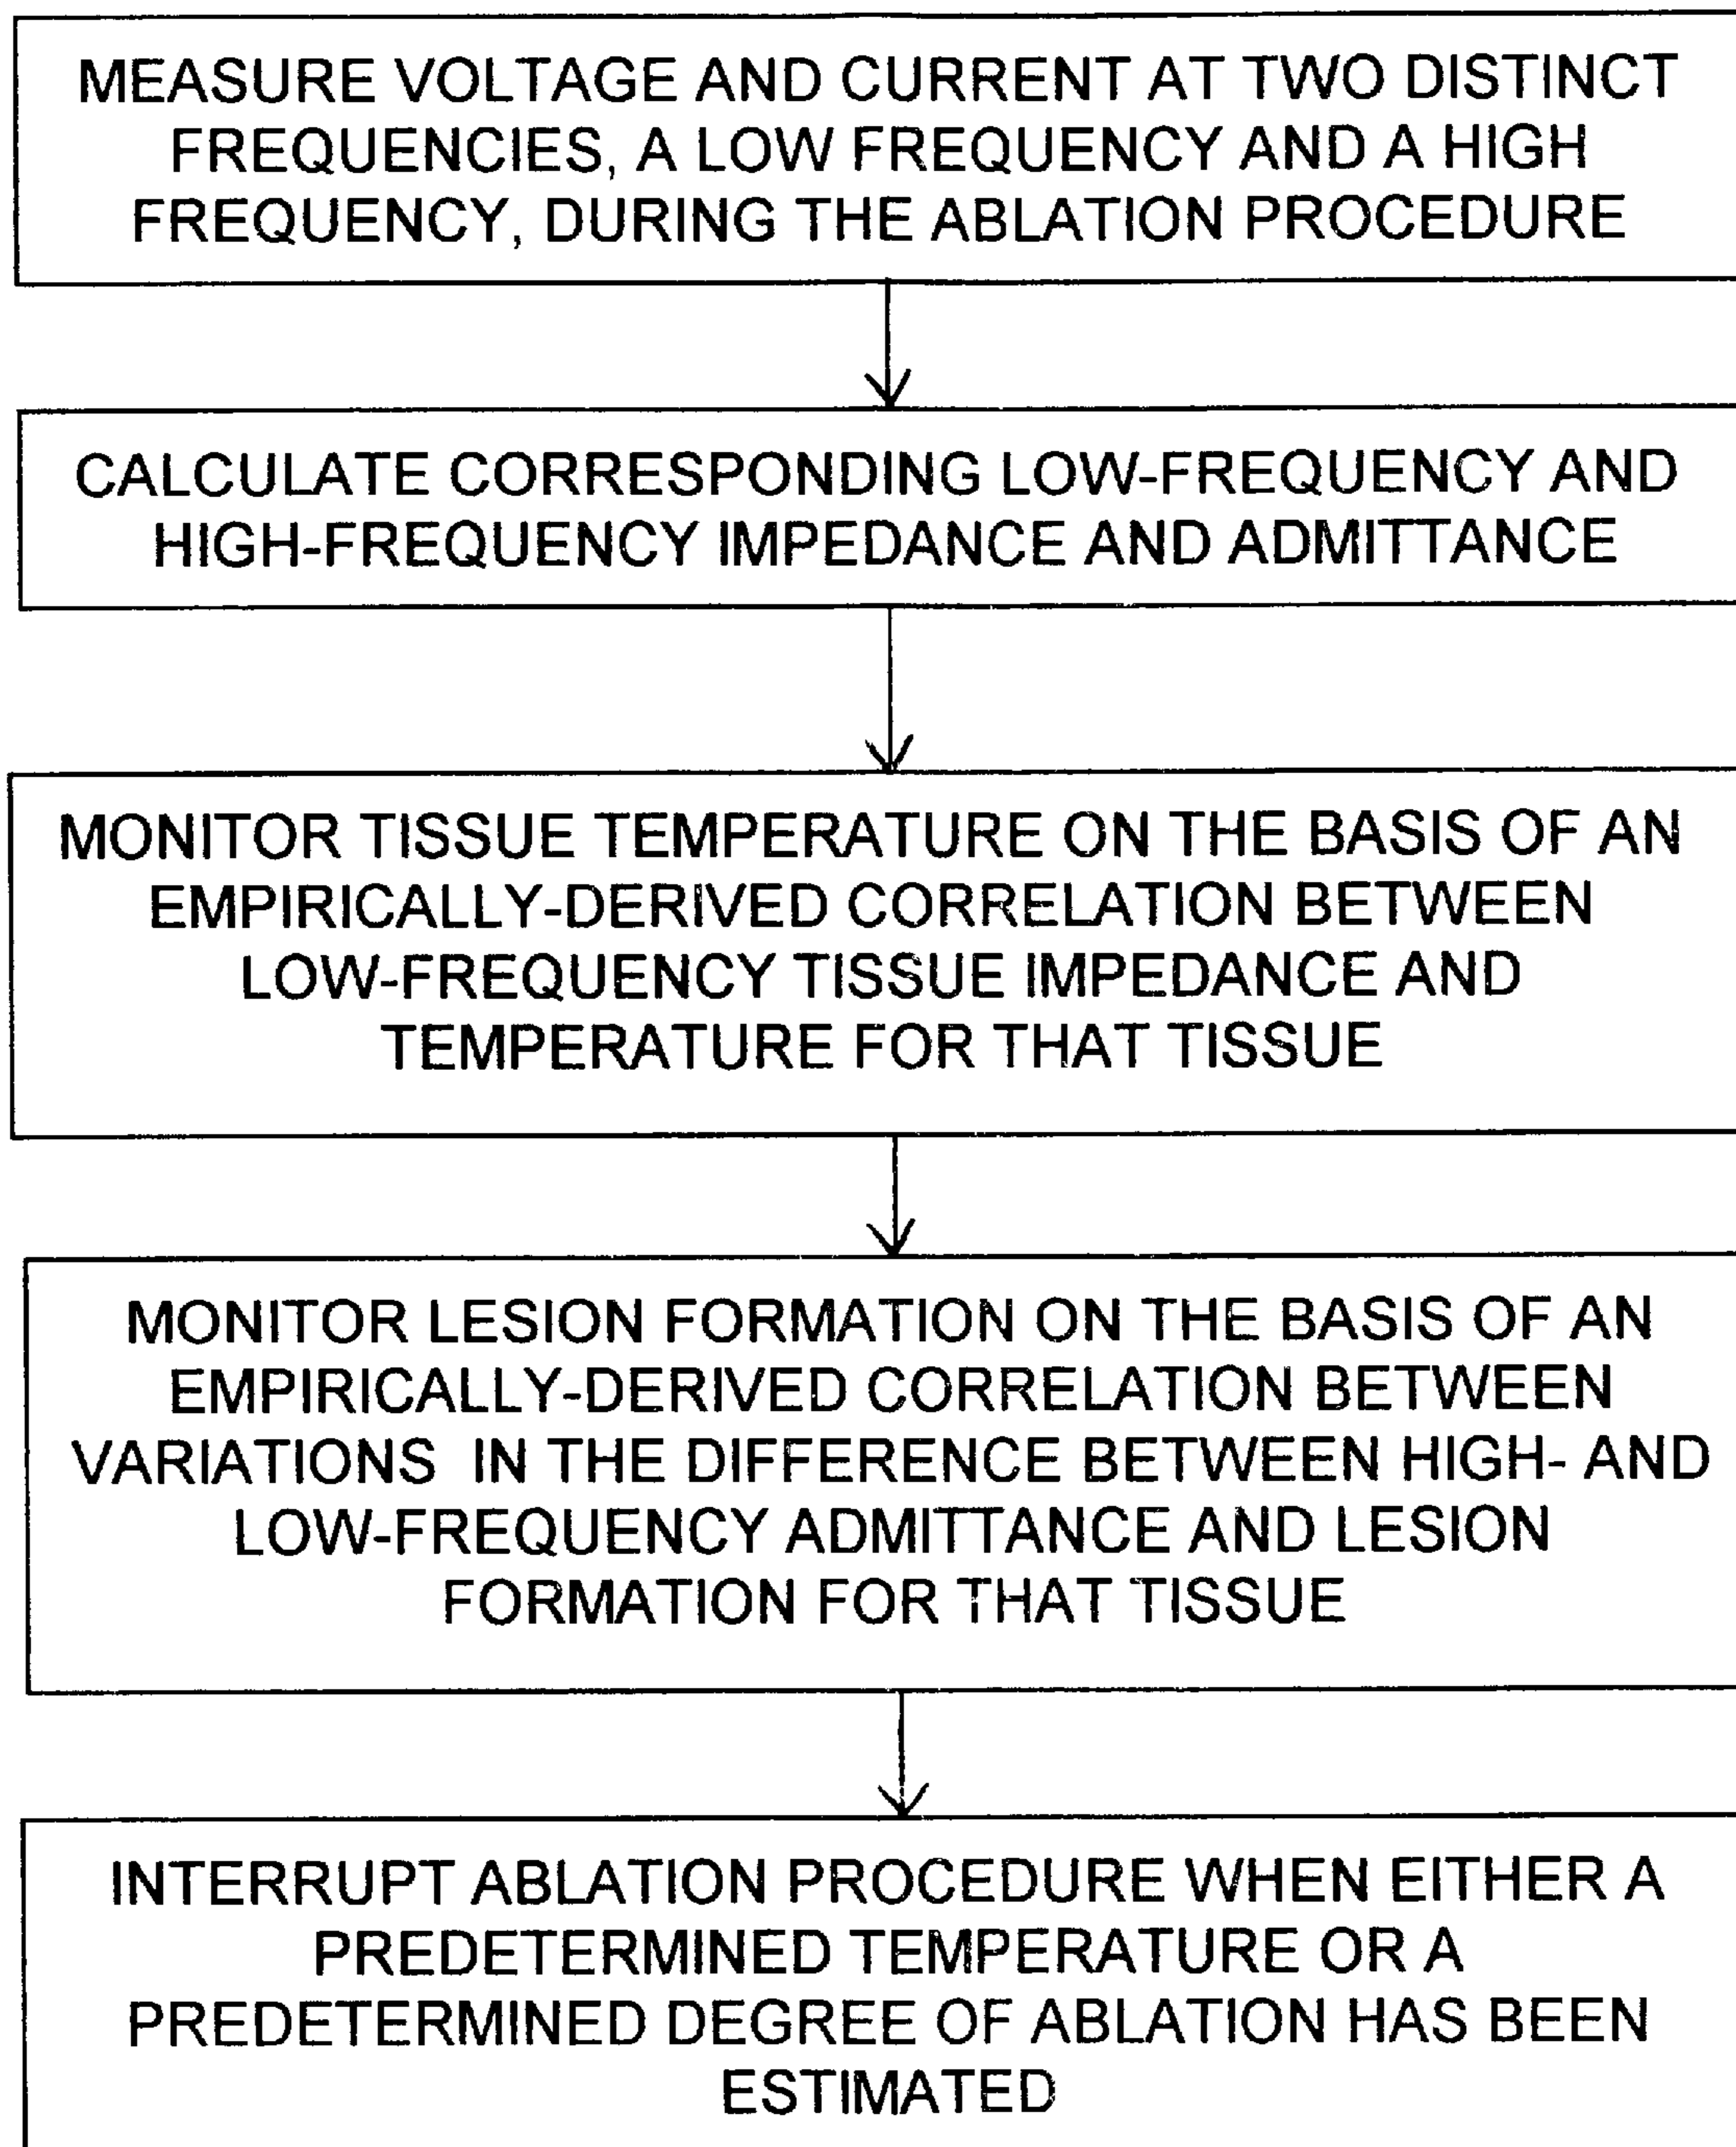 MEASURE VOLTAGE AND CURRENT AT TWO DISTINCT
FREQUENCIES, A LOW FREQUENCY AND A HIGH
FREQUENCY, DURING THE ABLATION PROCEDURE
CALCULATE CORRESPONDING LOW-FREQUENCY AND
HIGH-FREQUENCY IMPEDANCE AND ADMITTANCE
MONITOR TISSUE TEMPERATURE ON THE BASIS OF AN
EMPIRICALLY-DERIVED CORRELATION BETWEEN
LOW-FREQUENCY TISSUE IMPEDANCE AND
TEMPERATURE FOR THAT TISSUE
MONITOR LESION FORMATION ON THE BASIS OF AN
EMPIRICALLY-DERIVED CORRELATION BETWEEN
VARIATIONS IN THE DIFFERENCE BETWEEN HIGH- AND
LOW-FREQUENCY ADMITTANCE AND LESION
FORMATION FOR THAT TISSUE
INTERRUPT ABLATION PROCEDURE WHEN EITHER A
PREDETERMINED TEMPERATURE OR A
PREDETERMINED DEGREE OF ABLATION HAS BEEN
ESTIMATED